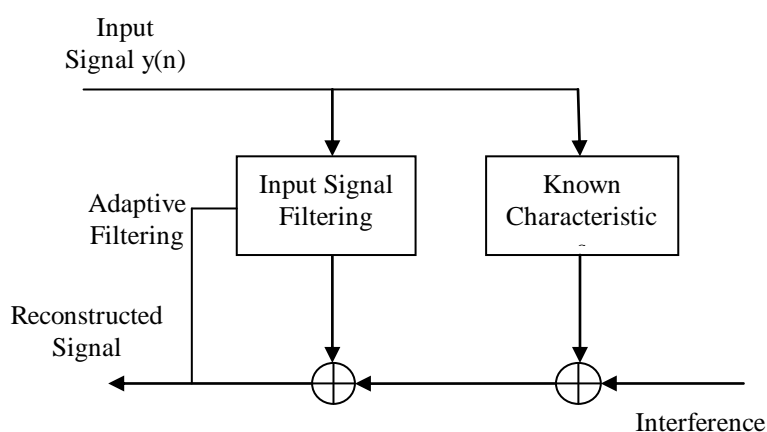 Input
Signal y(n)
Input Signal
Filtering
Known
Characteristic
Adaptive
Filtering
Reconstructed
Signal
Interference